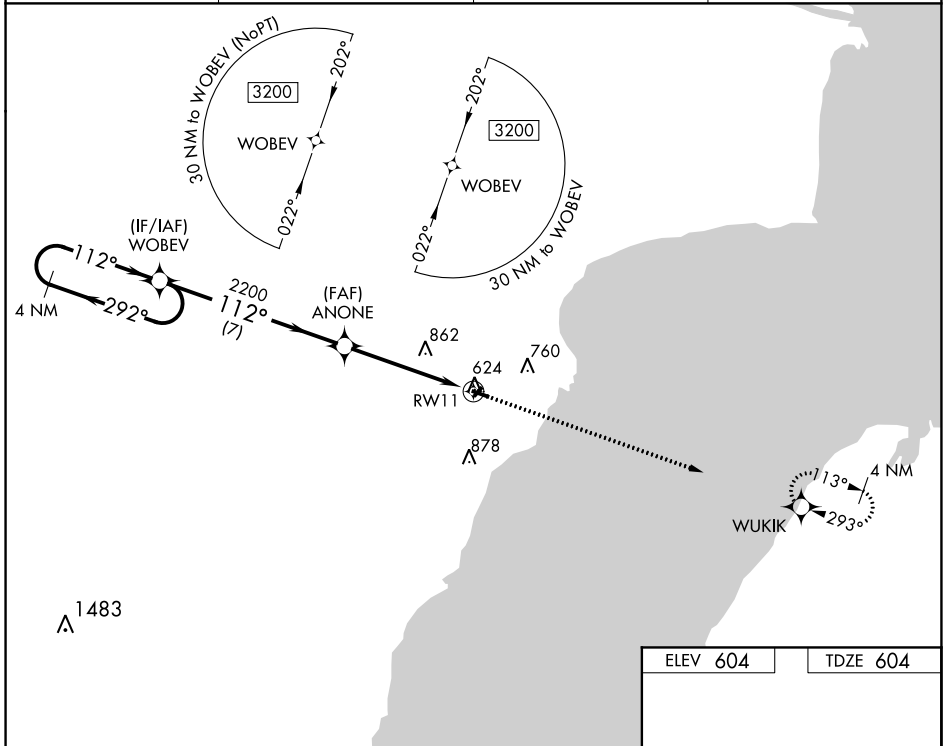 30 NM to WOBEV (NoPT)
3200
202°
WOBEV
022°
202°
3200
WOBEV
022°
30 NM to WOBEV
(IF/IAF)
WOBEV
112°
292°
4 NM
2200
112°
(7)
(FAF)
ANONE
862
760
624
RW11
878
113°
4 NM
293°
WUKIK
1483
ELEV 604
TDZE 604